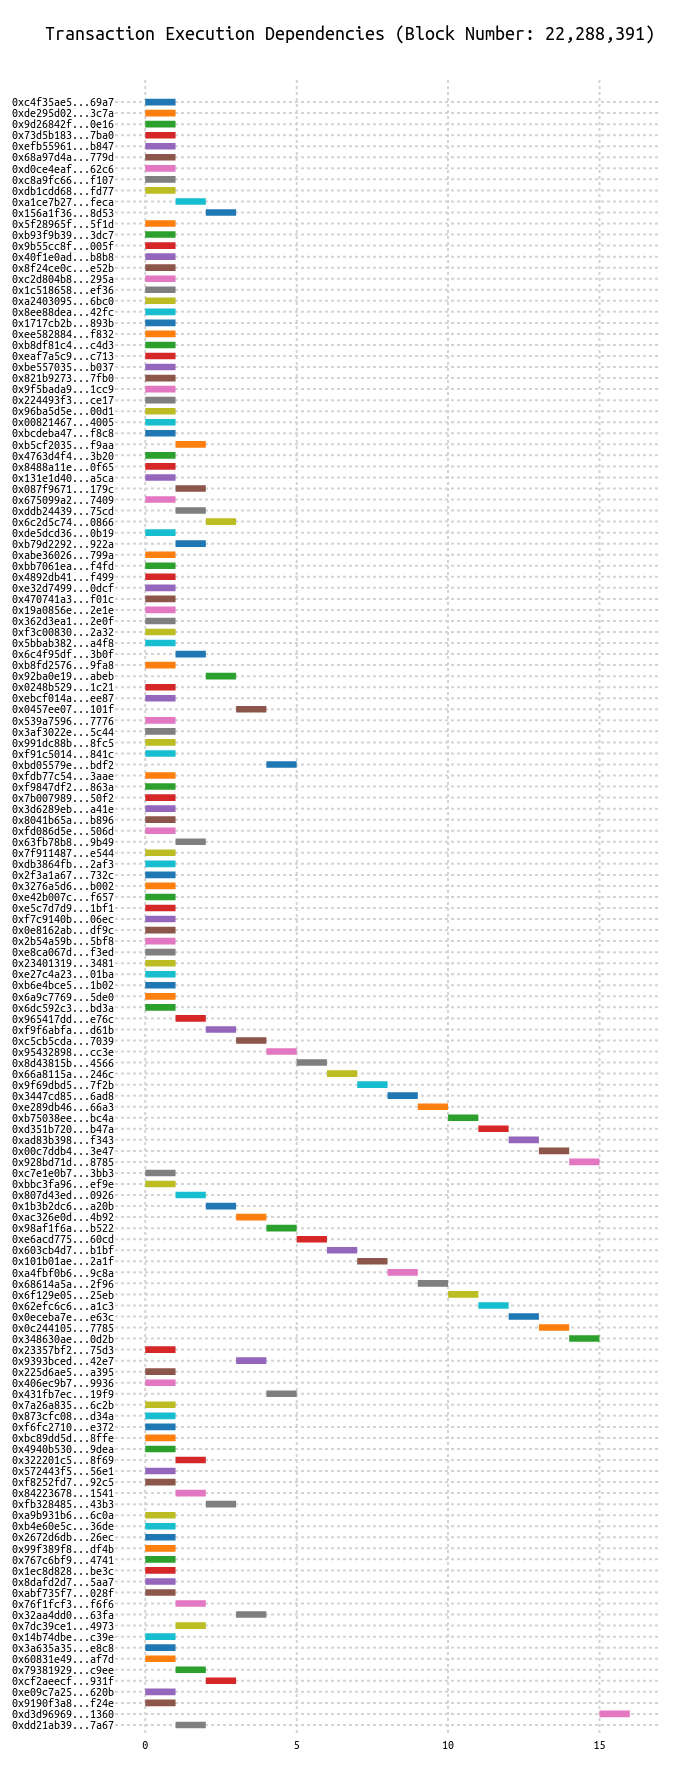 Transaction Execution Dependencies (Block Number: 22,288,391)
0xc4f35ae5...69a7
0xde295d02...3c7a
0x9d26842f...0e16
0x73d5b183...7ba0
0xefb55961...b847
0x68a97d4a...779d
0xd0ce4eaf...62c6
0xc8a9fc66...f107
0xdb1cdd68...fd77
0xa1ce7b27...feca
0x156a1f36...8d53
0x5f28965f...5f1d
0xb93f9b39...3dc7
0x9b55cc8f...005f
0x40f1e0ad...b8b8
0x8f24ce0c...e52b
0xc2d804b8...295a
0x1c518658...ef36
0xa2403095...6bc0
0x8ee88dea...42fc
0x1717cb2b...893b
0xee582884...f832
0xb8df81c4...c4d3
0xeaf7a5c9...c713
0xbe557035...b037
0x821b9273...7fb0
0x9f5bada9...1cc9
0x224493f3...ce17
0x96ba5d5e...00d1
0x00821467...4005
0xbcdeba47...f8c8
0xb5cf2035...f9aa
0x4763d4f4...3b20
0x8488a11e...0f65
0x131e1d40...a5ca
0x087f9671...179c
0x675099a2...7409
0xddb24439...75cd
0x6c2d5c74...0866
0xde5dcd36...0b19
0xb79d2292...922a
0xabe36026...799a
0xbb7061ea...f4fd
0x4892db41...f499
0xe32d7499...0dcf
0x470741a3...f01c
0x19a0856e...2e1e
0x362d3ea1...2e0f
0xf3c00830...2a32
0x5bbab382...a4f8
0x6c4f95df...3b0f
0xb8fd2576...9fa8
0x92ba0e19...abeb
0x0248b529...1c21
0xebcf014a...ee87
0x0457ee07...101f
0x539a7596...7776
0x3af3022e...5c44
0x991dc88b...8fc5
0xf91c5014...841c
0xbd05579e...bdf2
0xfdb77c54...3aae
0xf9847df2...863a
0x7b007989...50f2
0x3d6289eb...a41e
0x8041b65a...b896
0xfd086d5e...506d
0x63fb78b8...9b49
0x7f911487...e544
0xdb3864fb...2af3
0x2f3a1a67...732c
0x3276a5d6...b002
0xe42b007c...f657
0xe5c7d7d9...1bf1
0xf7c9140b...06ec
0x0e8162ab...df9c
0x2b54a59b...5bf8
0xe8ca067d...f3ed
0x23401319...3481
0xe27c4a23...01ba
0xb6e4bce5...1b02
0x6a9c7769...5de0
0x6dc592c3...bd3a
0x965417dd...e76c
0xf9f6abfa...d61b
0xc5cb5cda...7039
0x95432898...cc3e
0x8d43815b...4566
0x66a8115a...246c
0x9f69dbd5...7f2b
0x3447cd85...6ad8
0xe289db46...66a3
0xb75038ee...bc4a
0xd351b720...b47a
0xad83b398...f343
0x00c7ddb4...3e47
0x928bd71d...8785
0xc7e1e0b7...3bb3
0xbbc3fa96...ef9e
0x807d43ed...0926
0x1b3b2dc6...a20b
0xac326e0d...4b92
0x98af1f6a...b522
0xe6acd775...60cd
0x603cb4d7...b1bf
0x101b01ae...2a1f
0xa4fbf0b6...9c8a
0x68614a5a...2f96
0x6f129e05...25eb
0x62efc6c6...a1c3
0x0eceba7e...e63c
0x0c244105...7785
0x348630ae...0d2b
0x23357bf2...75d3
0x9393bced...42e7
0x225d6ae5...a395
0x406ec9b7...9936
0x431fb7ec...19f9
0x7a26a835...6c2b
0x873cfc08...d34a
0xf6fc2710...e372
0xbc89dd5d...8ffe
0x4940b530...9dea
0x322201c5...8f69
0x572443f5...56e1
0xf8252fd7...92c5
0x84223678...1541
0xfb328485...43b3
0xa9b931b6...6c0a
0xb4e60e5c...36de
0x2672d6db...26ec
0x99f389f8...df4b
0x767c6bf9...4741
0x1ec8d828...be3c
0x8dafd2d7...5aa7
0xabf735f7...028f
0x76f1fcf3...f6f6
0x32aa4dd0...63fa
0x7dc39ce1...4973
0x14b74dbe...c39e
0x3a635a35...e8c8
0x60831e49...af7d
0x79381929...c9ee
0xcf2aeecf...931f
0xe09c7a25...620b
0x9190f3a8...f24e
0xd3d96969...1360
0xdd21ab39...7a67
0 5 10 15